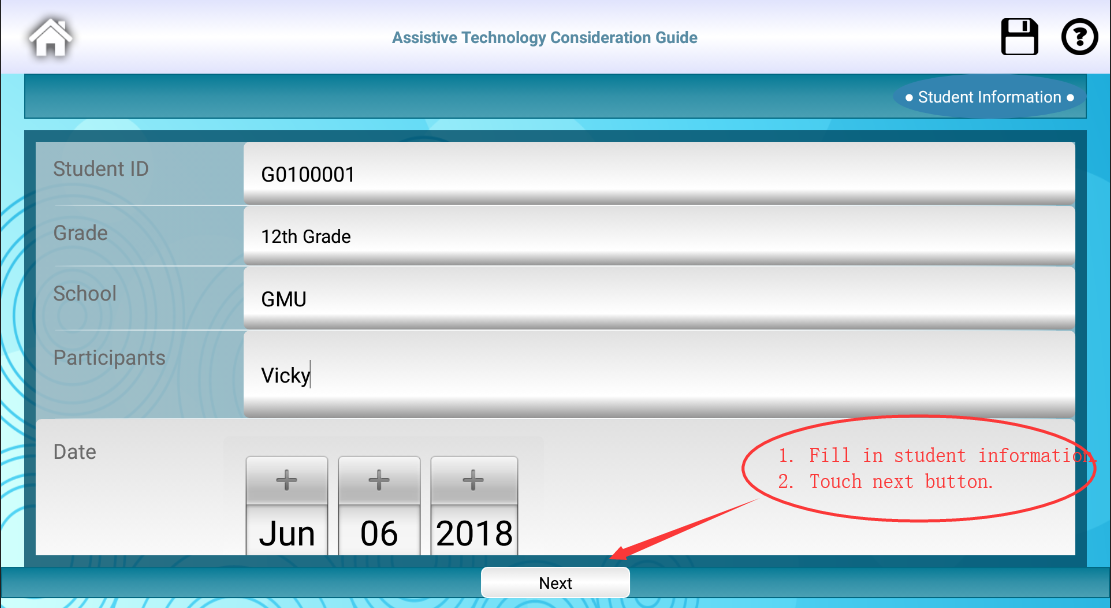 Assistive Technology Consideration Guide
• Student Information •
Student ID
G0100001
Grade
12th Grade
School
GMU
Participants
Vicky
Date
+ + +
Jun 06 2018
1. Fill in student information.
2. Touch next button.
Next